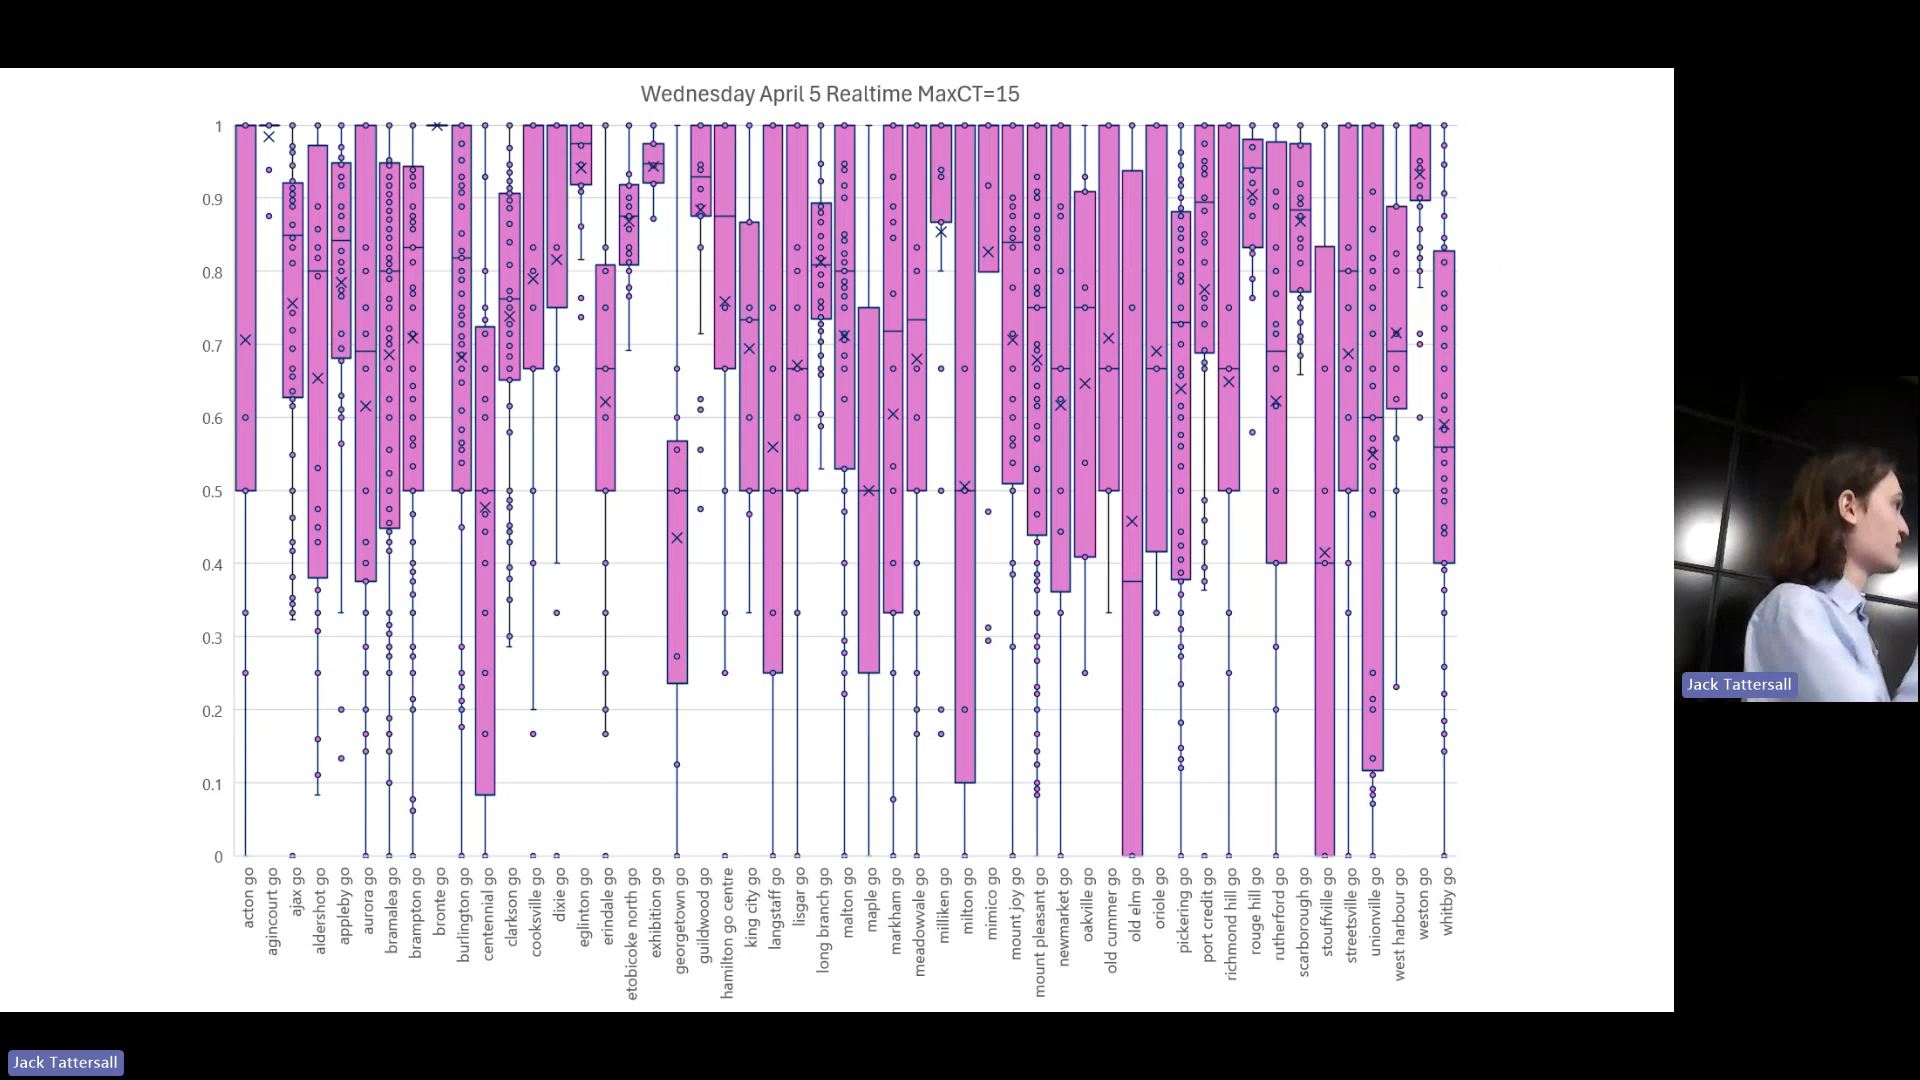 Wednesday April 5 Realtime MaxCT=15
1
0.9
0.8
0.7
0.6
0.5
0.4
0.3
0.2
0.1
0
acton go
agincourt go
ajax go
aldershot go
appleby go
aurora go
bramalea go
brampton go
bronte go
burlington go
centennial go
clarkson go
cooksville go
dixie go
eglinton go
erindale go
etobicoke north go
exhibition go
georgetown go
guildwood go
hamilton go centre
king city go
langstaff go
lisgar go
long branch go
malton go
maple go
markham go
meadowvale go
milliken go
milton go
mimico go
mount joy go
mount pleasant go
newmarket go
oakville go
old cummer go
old elm go
oriole go
pickering go
port credit go
richmond hill go
rouge hill go
rutherford go
scarborough go
stouffville go
streetsville go
unionville go
west harbour go
weston go
whitby go
Jack Tattersall
Jack Tattersall